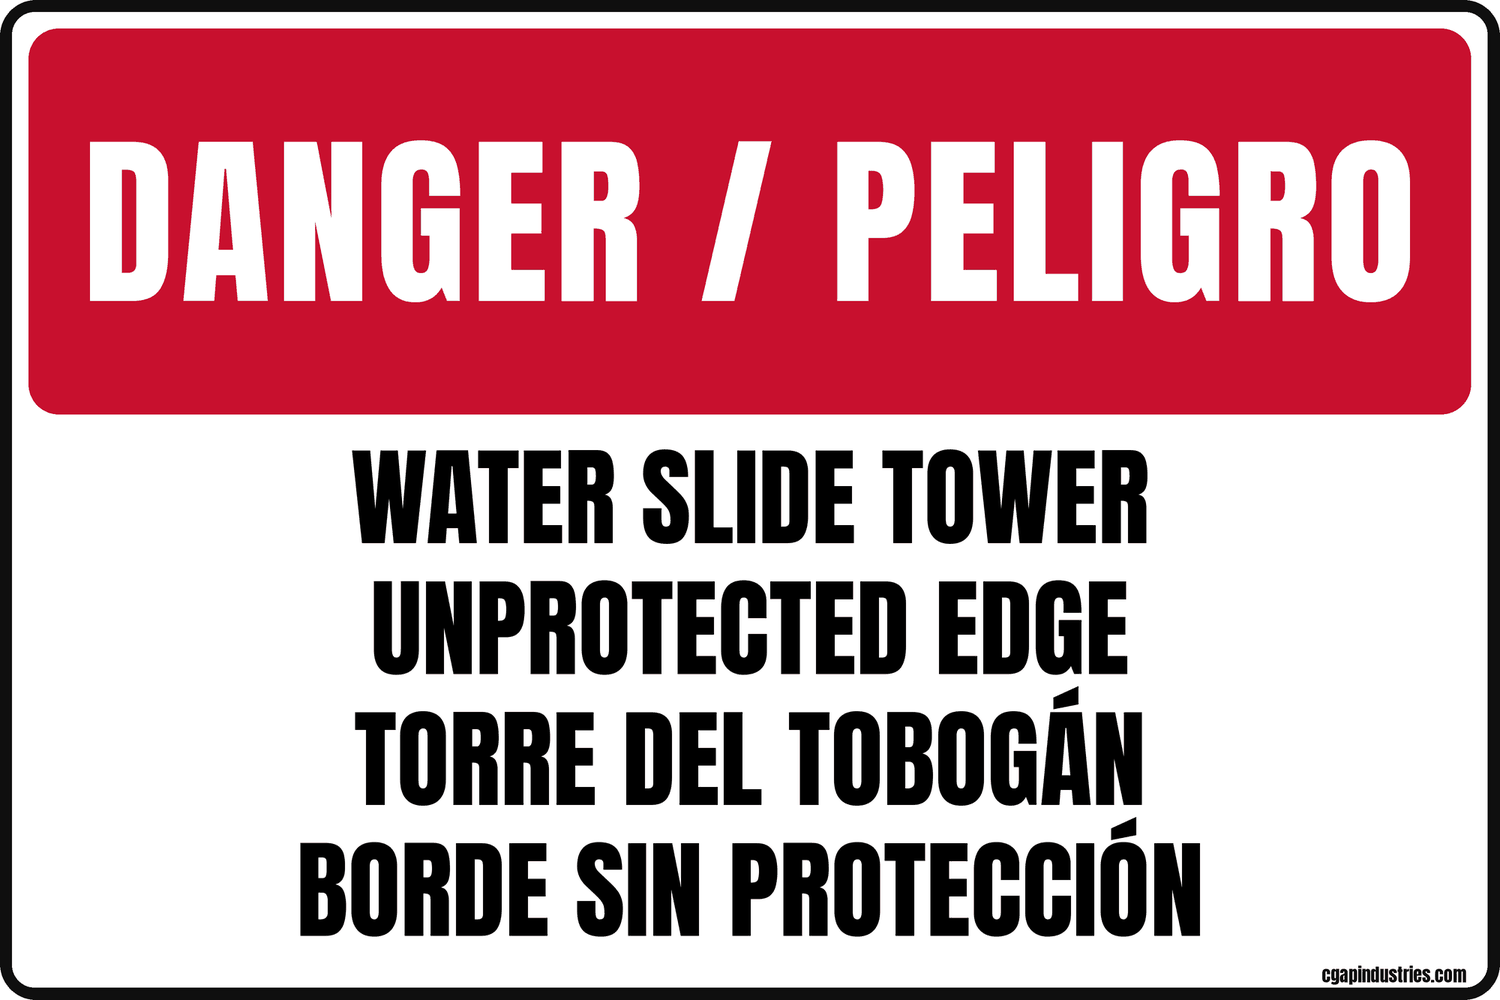 DANGER / PELIGRO
WATER SLIDE TOWER
UNPROTECTED EDGE
TORRE DEL TOBOGÁN
BORDE SIN PROTECCIÓN
cgapindustries.com